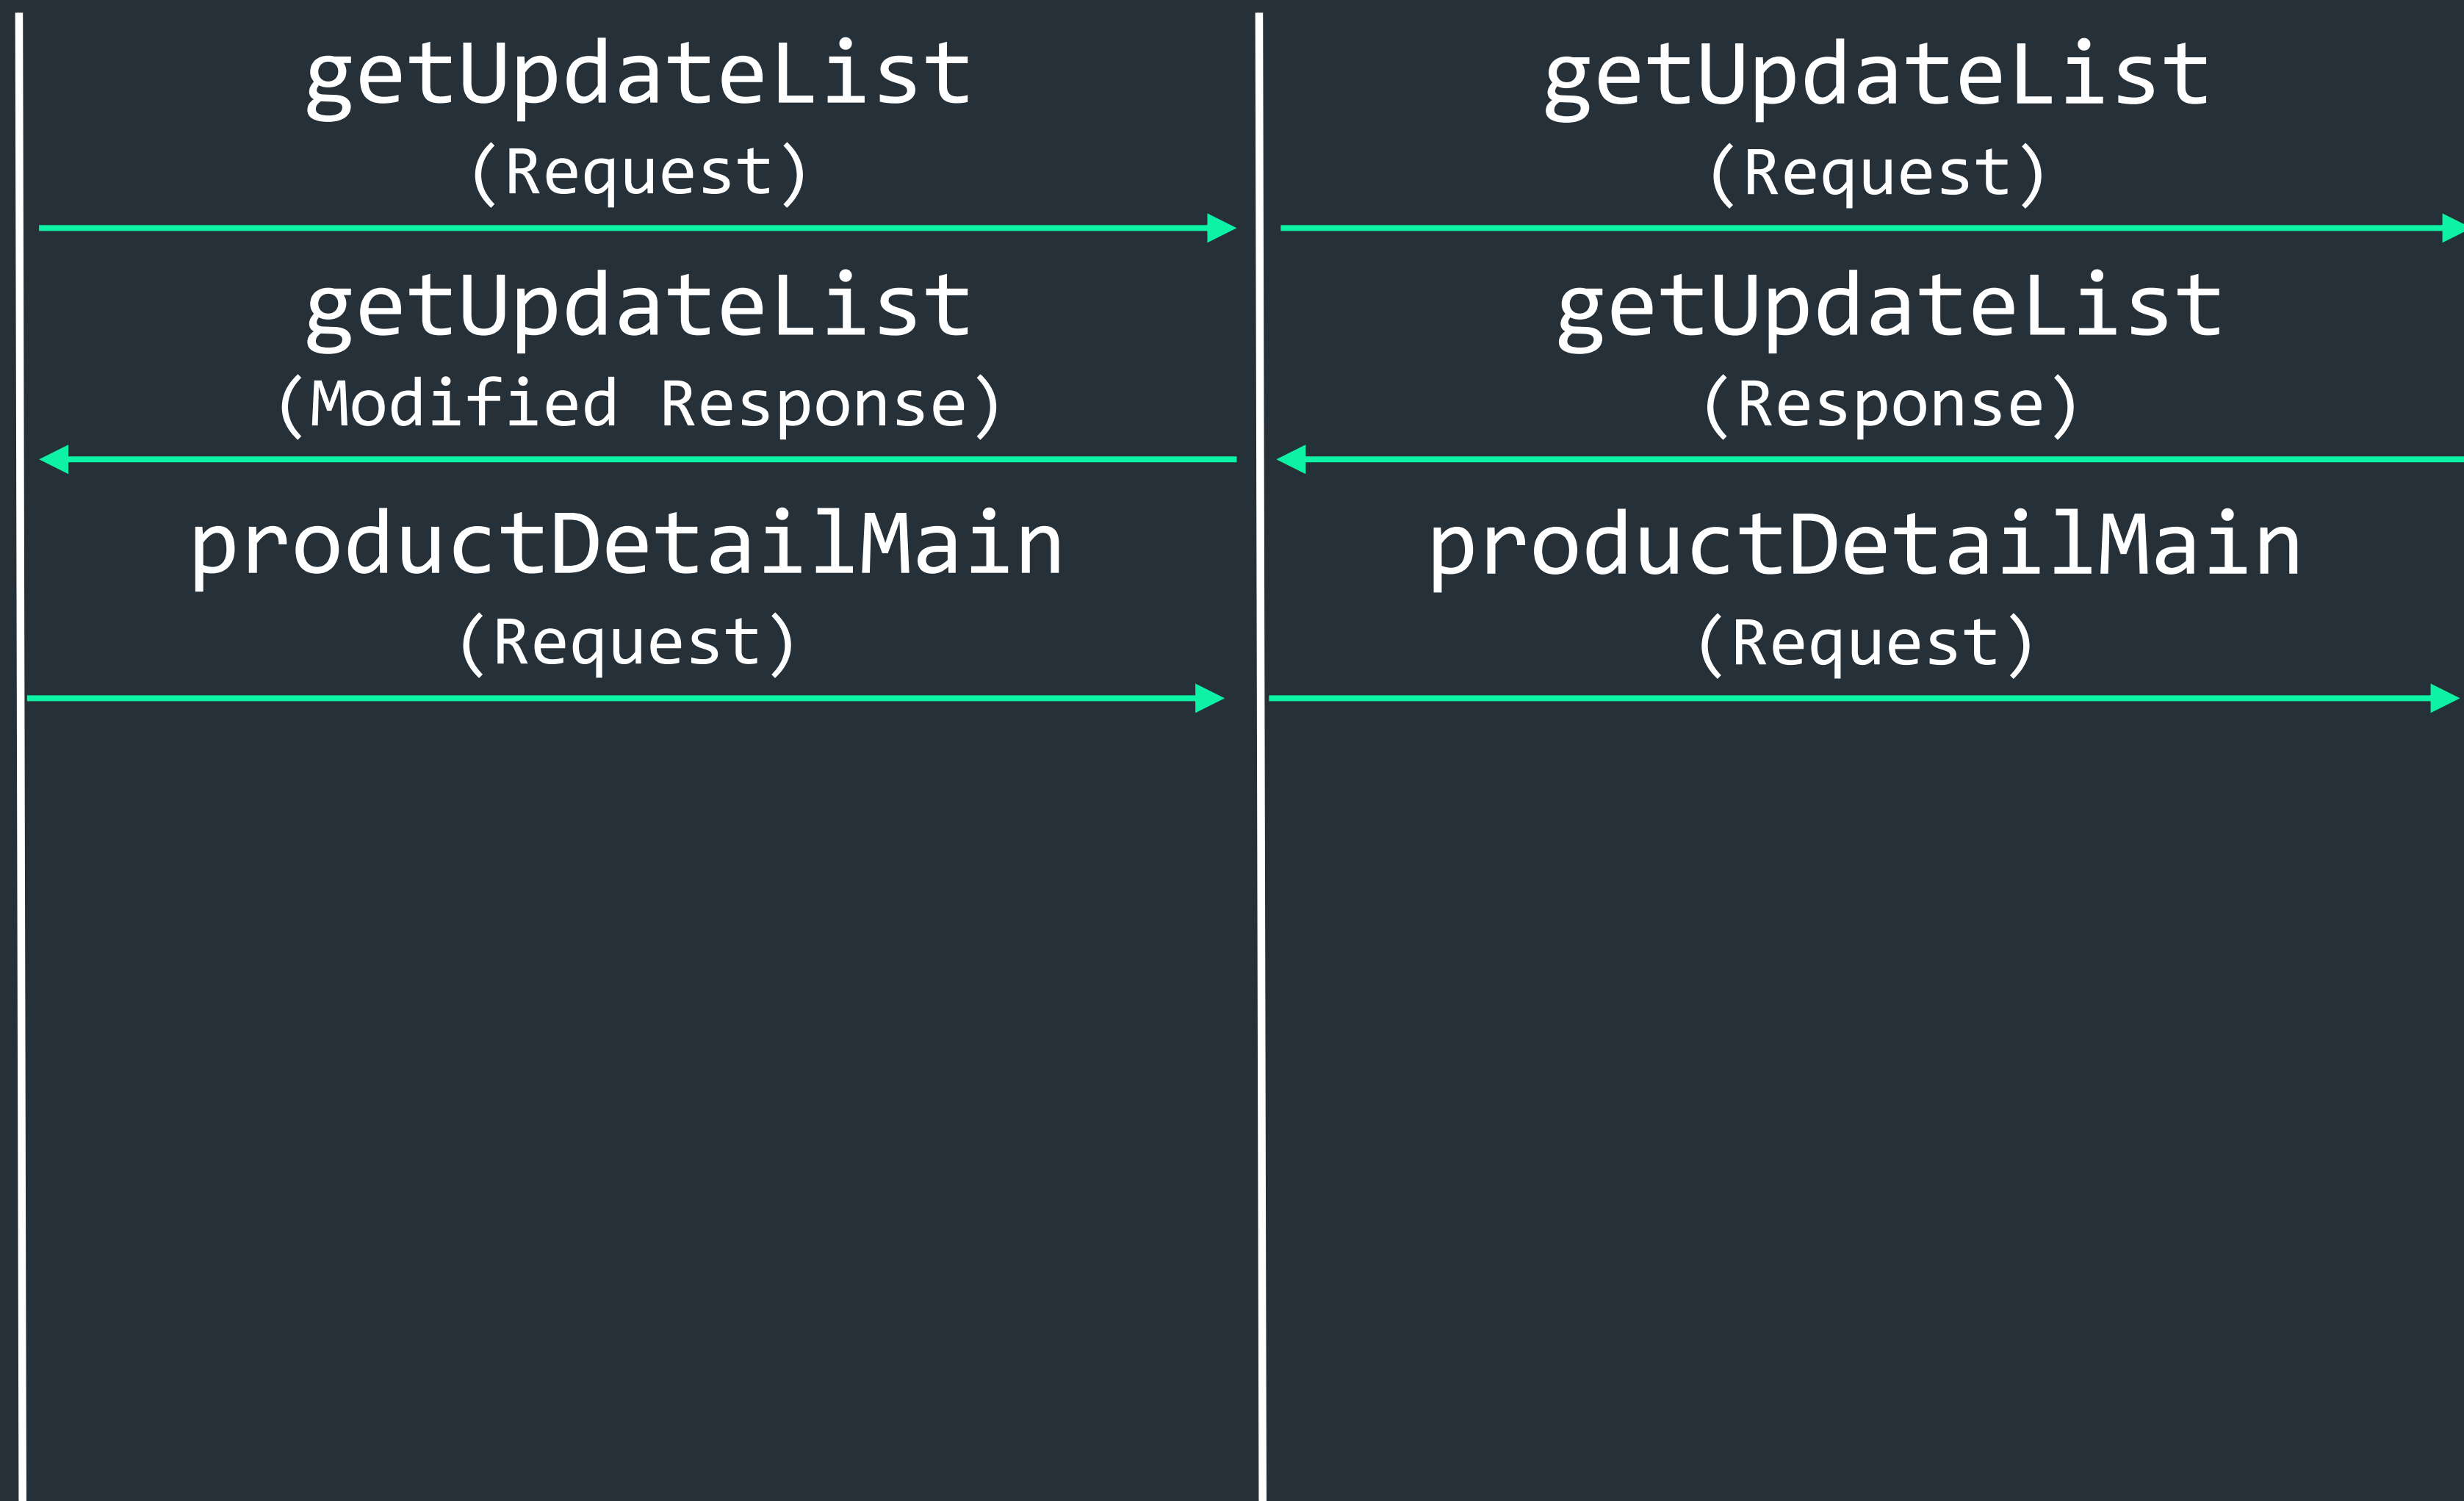 getUpdateList
(Request)
getUpdateList
(Request)
getUpdateList
(Modified Response)
getUpdateList
(Response)
productDetailMain
(Request)
productDetailMain
(Request)